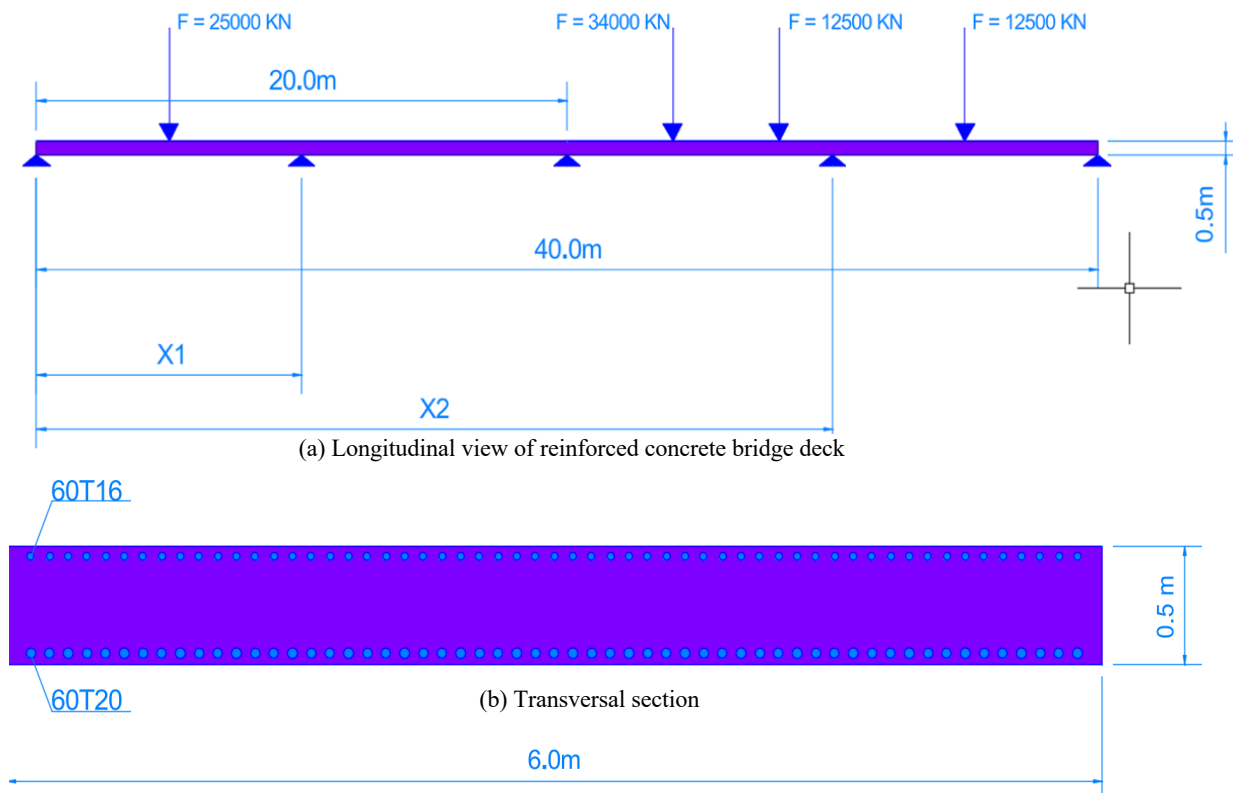 F = 25000 KN
F = 34000 KN
F = 12500 KN
F = 12500 KN
20.0m
0.5m
40.0m
X1
X2
(a) Longitudinal view of reinforced concrete bridge deck
60T16
0.5 m
60T20
(b) Transversal section
6.0m